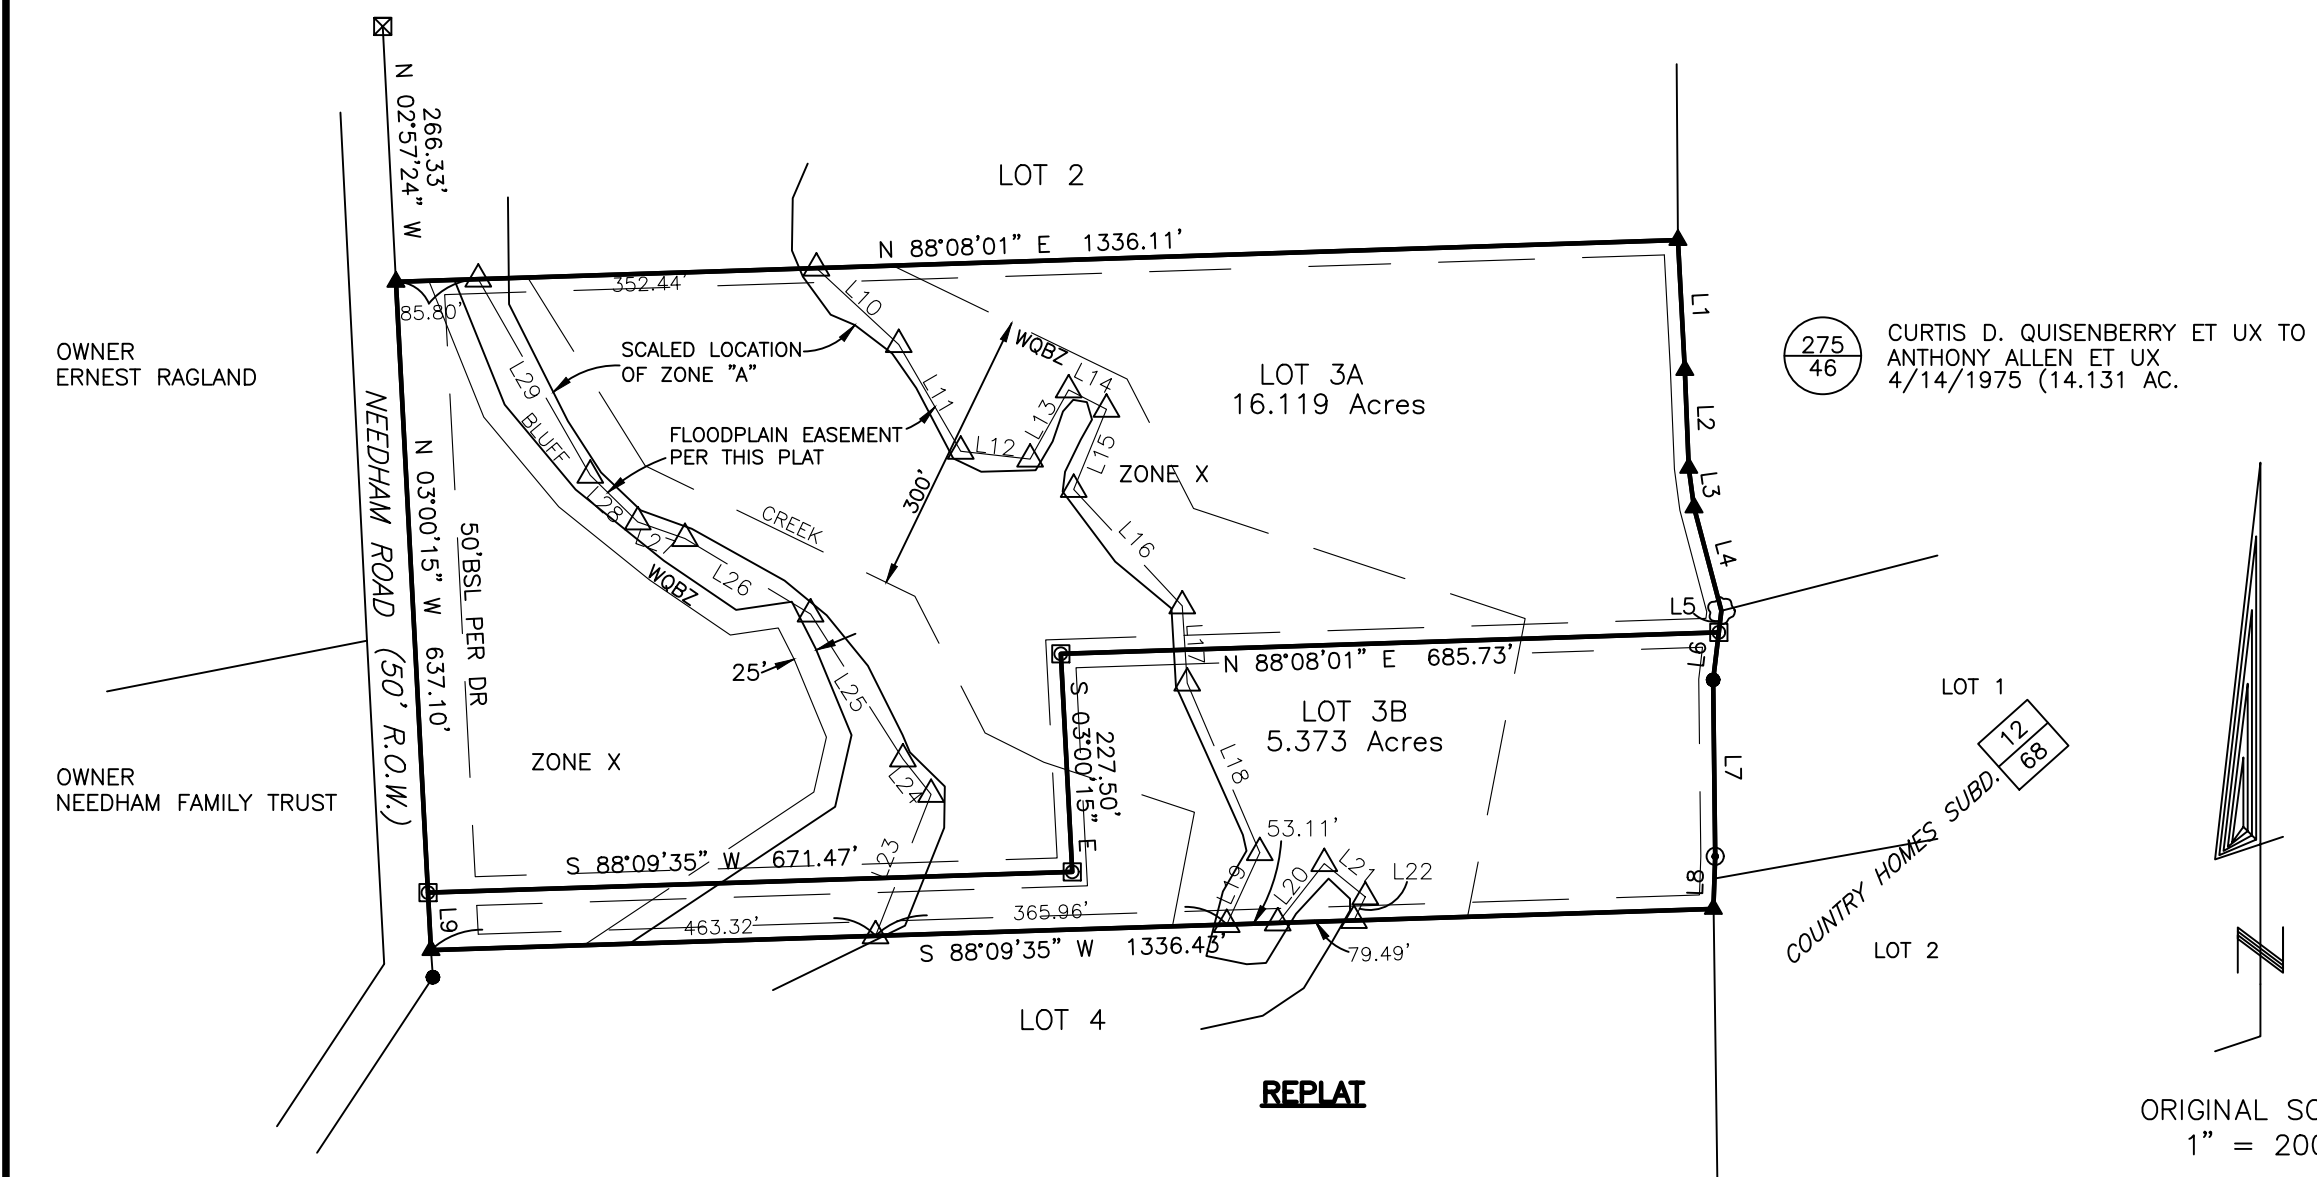 N 02°57'24" W
266.33'
LOT 2
N 88°08'01" E 1336.11'
352.44'
85.80'
L10
L1
SCALED LOCATION
OF ZONE "A"
OWNER
ERNEST RAGLAND
275
46
CURTIS D. QUISENBERRY ET UX TO
ANTHONY ALLEN ET UX
4/14/1975 (14.131 AC.
WQBZ
L14
LOT 3A
16.119 Acres
L29
L11
BLUFF
FLOODPLAIN EASEMENT
PER THIS PLAT
L13
L12
L15
L2
ZONE X
300'
L3
L28
L27
CREEK
L16
L4
NEEDHAM ROAD (50' R.O.W.)
N 03°00'15" W 637.10'
50'BSL PER DR
WQBZ
L26
L5
L17
N 88°08'01" E 685.73'
L6
25'
L25
S 03°00'15" E
227.50'
LOT 3B
5.373 Acres
LOT 1
12
68
COUNTRY HOMES SUBD.
ZONE X
L18
L7
OWNER
NEEDHAM FAMILY TRUST
L24
L23
53.11'
S 88°09'35" W 671.47'
L19
L20
L21
L22
L8
L9
463.32'
365.96'
S 88°09'35" W 1336.43'
79.49'
LOT 2
N
LOT 4
REPLAT
ORIGINAL SC
1" = 200